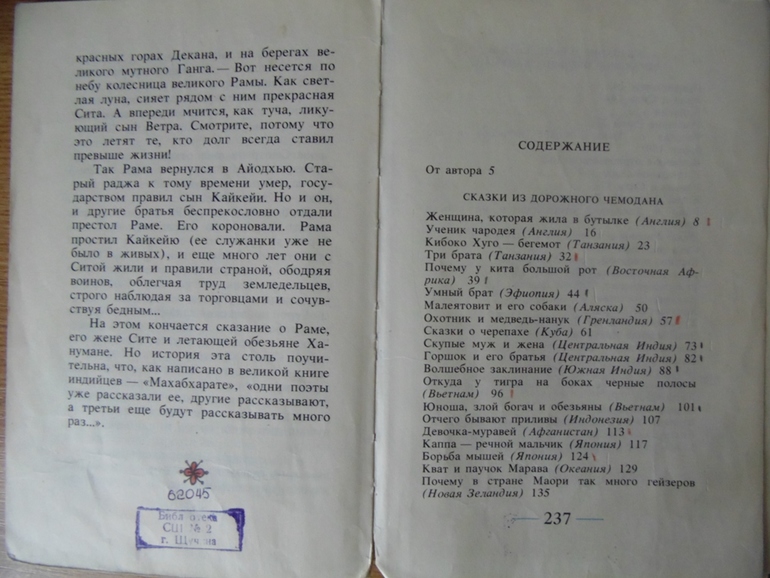 красных горах Декана, и на берегах ве-
ликого мутного Ганга.— Вот несется по
небу колесница великого Рамы. Как свет-
лая луна, сияет рядом с ним прекрасная
Сита. А впереди мчится, как туча, лику-
ющий сын Ветра. Смотрите, потому что
это летят те, кто долг всегда ставил
превыше жизни!
Так Рама вернулся в Айодхью. Ста-
рый раджа к тому времени умер, госу-
дарством правил сын Кайкейи. Но и он,
и другие братья беспрекословно отдали
престол Раме. Его короновали. Рама
простил Кайкейю (ее служанки уже не
было в живых), и еще много лет они с
Ситой жили и правили страной, ободряя
воинов, облегчая труд земледельцев,
строго наблюдая за торговцами и сочув-
ствуя бедным...
На этом кончается сказание о Раме,
его жене Сите и летающей обезьяне Ха-
нумане. Но история эта столь поучи-
тельна, что, как написано в великой книге
индийцев — «Махабхарате», «одни поэты
уже рассказали ее, другие рассказывают,
а третьи еще будут рассказывать много
раз...».
62045
Библиотека
СШ № 2
г. Щучина
СОДЕРЖАНИЕ
От автора 5
СКАЗКИ ИЗ ДОРОЖНОГО ЧЕМОДАНА
Женщина, которая жила в бутылке (Англия) 8
Ученик чародея (Англия) 16
Кибоко Хуго — бегемот (Танзания) 23
Три брата (Танзания) 32
Почему у кита большой рот (Восточная Аф-
рика) 39
Умный брат (Эфиопия) 44
Малеятовит и его собаки (Аляска) 50
Охотник и медведь-нанук (Гренландия) 57
Сказки о черепахе (Куба) 61
Скупые муж и жена (Центральная Индия) 73
Горшок и его братья (Центральная Индия) 82
Волшебное заклинание (Южная Индия) 88
Откуда у тигра на боках черные полосы
(Вьетнам) 96
Юноша, злой богач и обезьяны (Вьетнам) 101
Отчего бывают приливы (Индонезия) 107
Девочка-муравей (Афганистан) 113
Каппа — речной мальчик (Япония) 117
Борьба мышей (Япония) 124
Кват и паучок Марава (Океания) 129
Почему в стране Маори так много гейзеров
(Новая Зеландия) 135
237